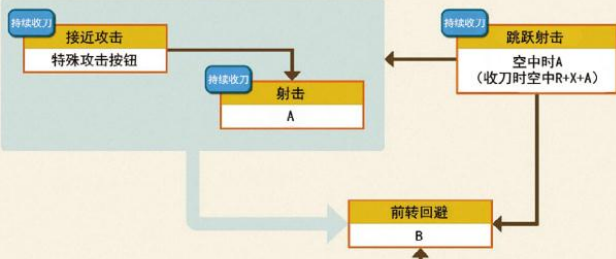 持续收刀
接近攻击
特殊攻击按钮
持续收刀
射击
A
持续收刀
跳跃射击
空中时A
（收刀时空中R+X+A）
前转回避
B